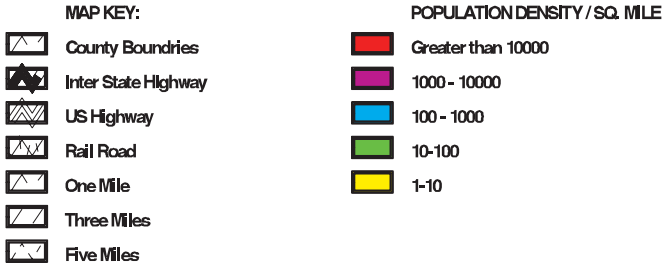 MAP KEY:
County Boundries
Inter State Highway
US Highway
Rail Road
One Mile
Three Miles
Five Miles
POPULATION DENSITY / SQ. MILE
Greater than 10000
1000 - 10000
100 - 1000
10-100
1-10